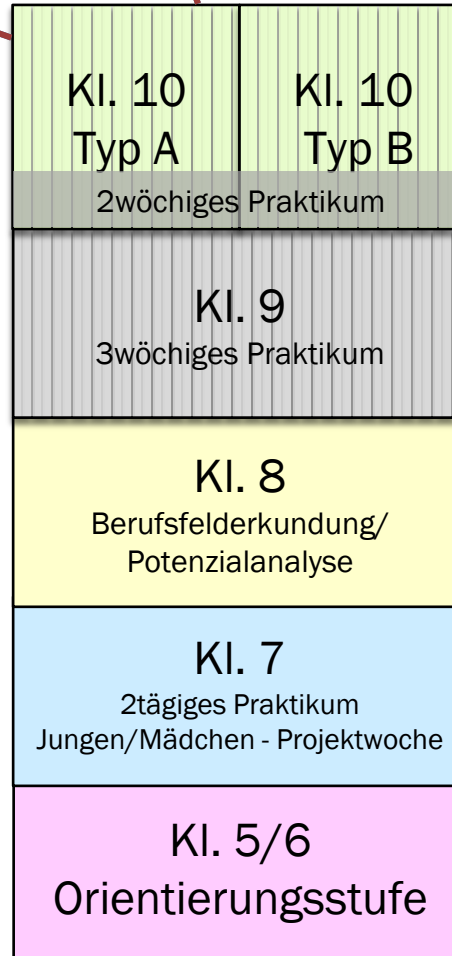 Kl. 10
Typ A
Kl. 10
Typ B
2wöchiges Praktikum
Kl. 9
3wöchiges Praktikum
Kl. 8
Berufsfelderkundung/
Potenzialanalyse
Kl. 7
2tägiges Praktikum
Jungen/Mädchen - Projektwoche
Kl. 5/6
Orientierungsstufe